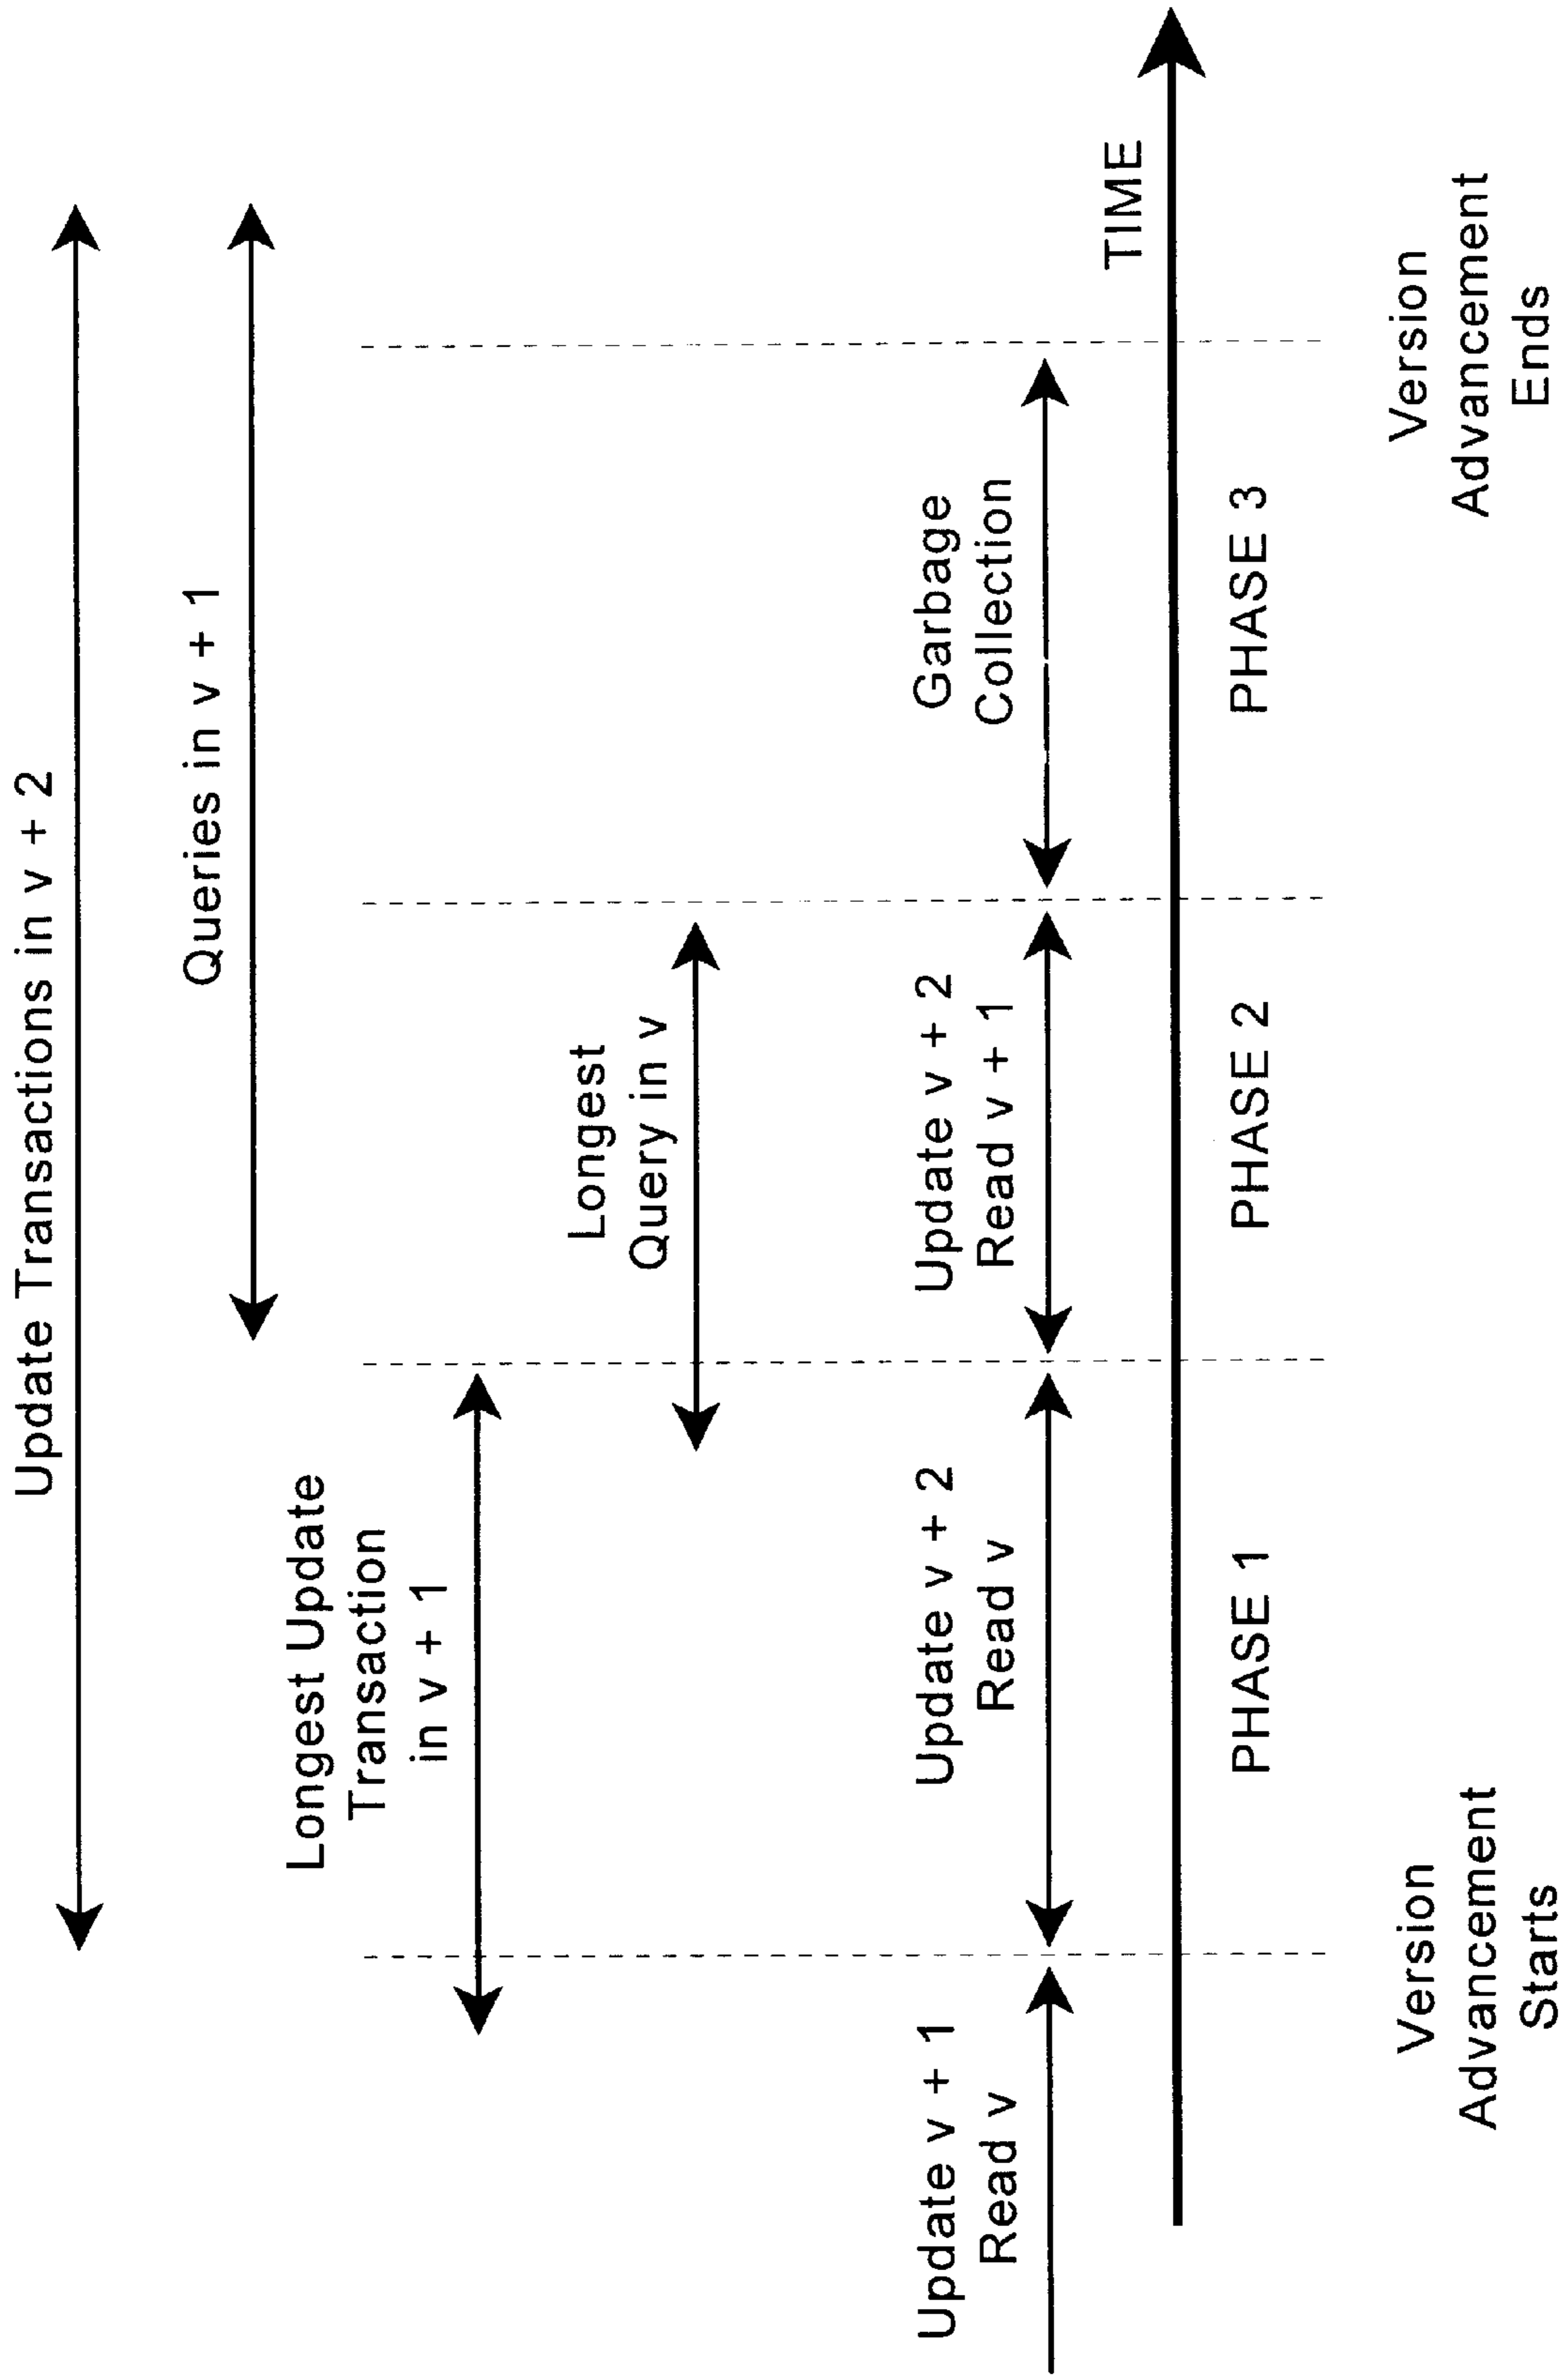 Update Transactions in v + 2
Queries in v + 1
Longest Update
Transaction
in v + 1
Longest
Query in v
Update v + 1
Read v
Update v + 2
Read v
Update v + 2
Read v + 1
Garbage
Collection
TIME
PHASE 1
PHASE 2
PHASE 3
Version
Advancement
Starts
Version
Advancement
Ends